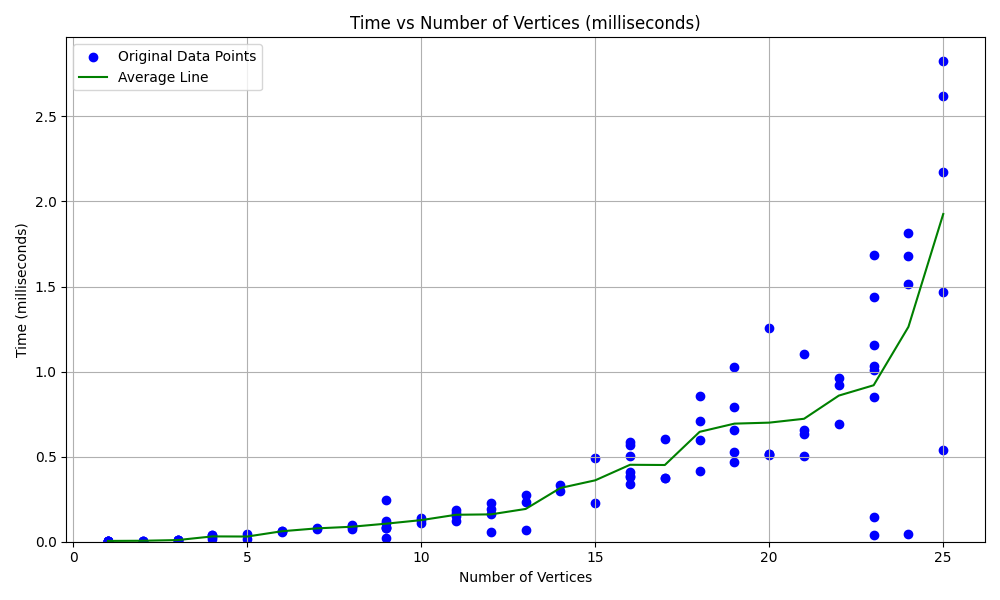 Time vs Number of Vertices (milliseconds)
Original Data Points
Average Line
Time (milliseconds)
2.5
2.0
1.5
1.0
0.5
0.0
0 5 10 15 20 25
Number of Vertices